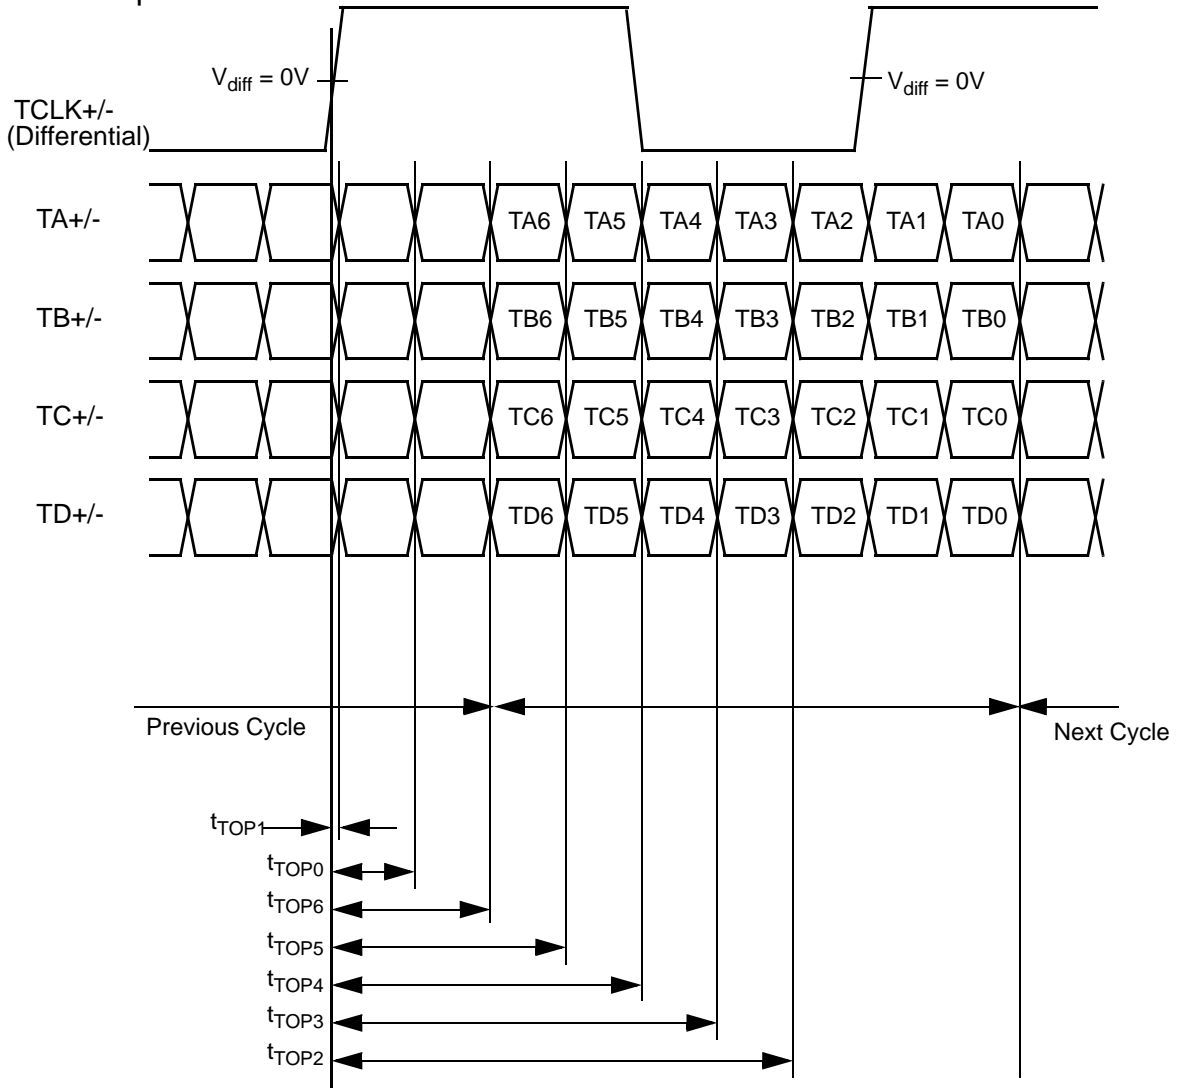 V_diff = 0V
V_diff = 0V
TCLK+/-
(Differential)
TA+/-
TA6 TA5 TA4 TA3 TA2 TA1 TA0
TB+/-
TB6 TB5 TB4 TB3 TB2 TB1 TB0
TC+/-
TC6 TC5 TC4 TC3 TC2 TC1 TC0
TD+/-
TD6 TD5 TD4 TD3 TD2 TD1 TD0
Previous Cycle
Next Cycle
t_TOP1
t_TOP0
t_TOP6
t_TOP5
t_TOP4
t_TOP3
t_TOP2